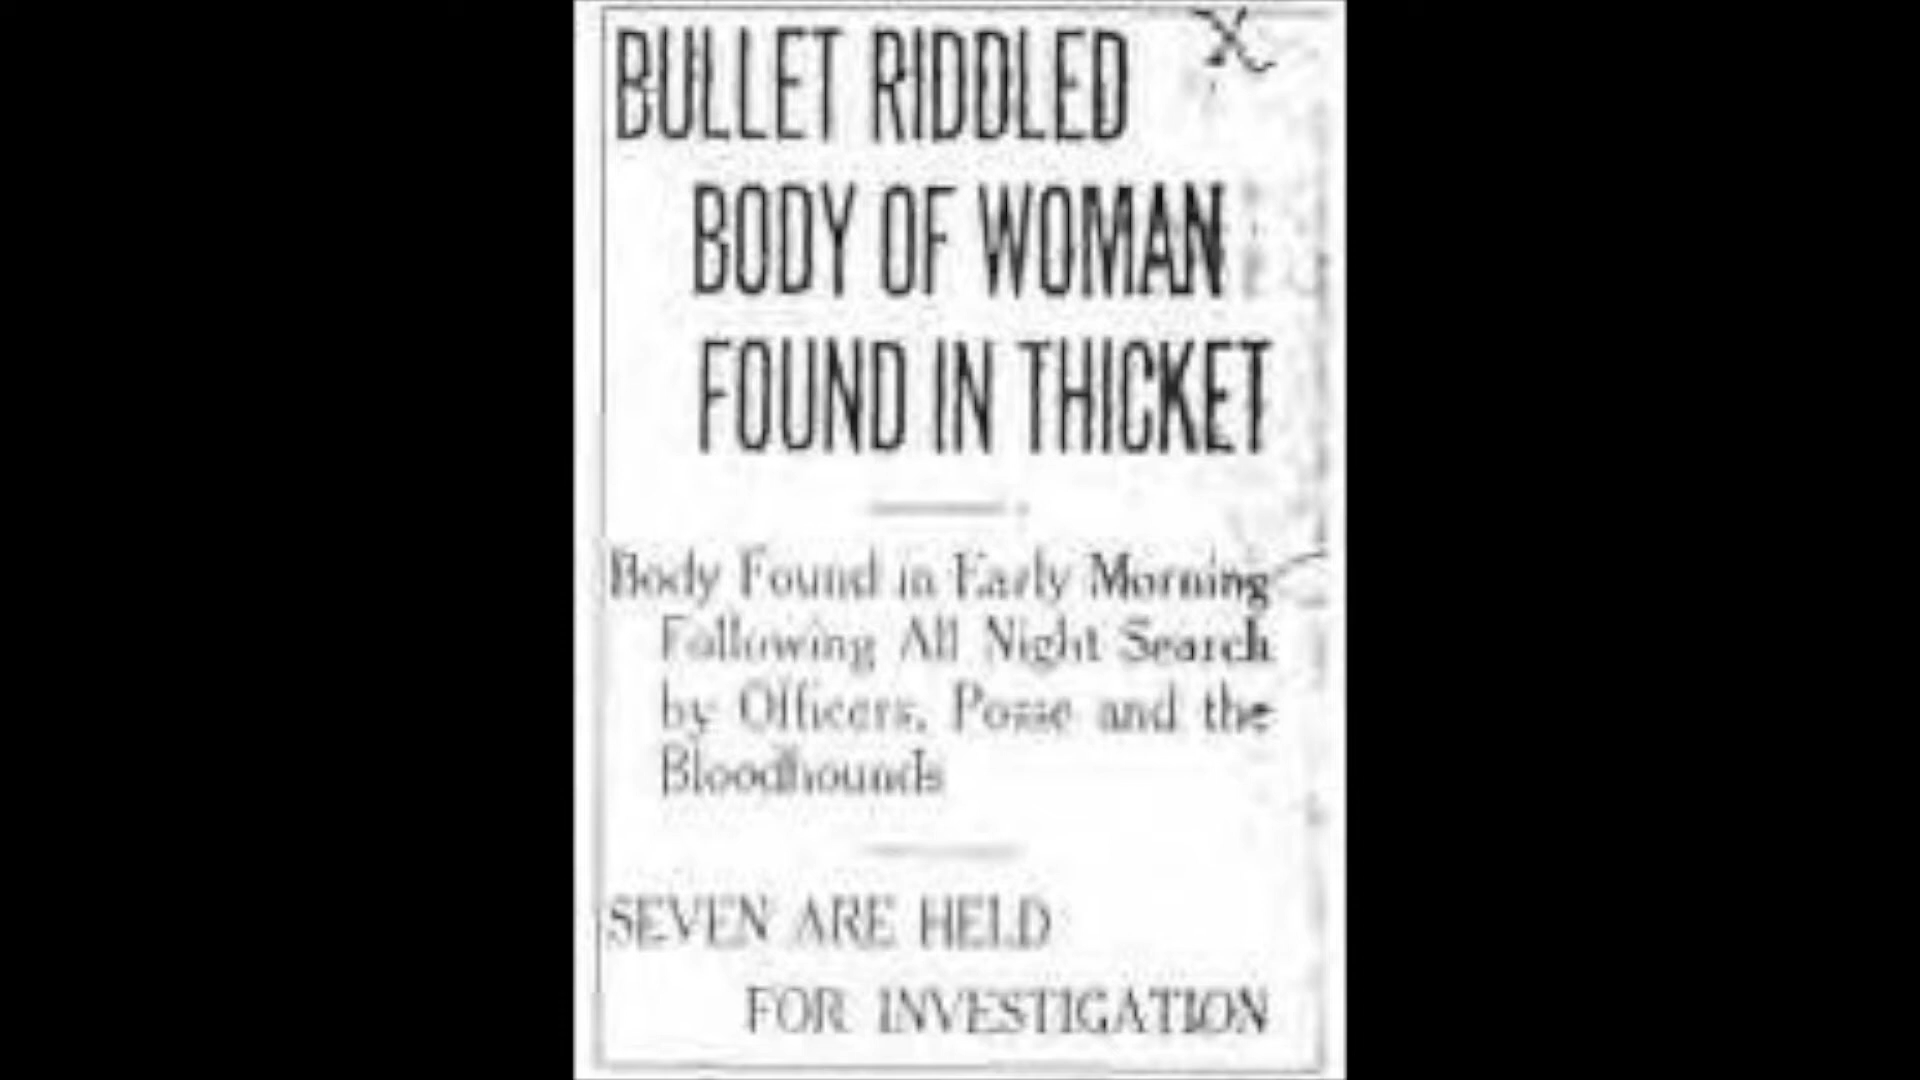 X
BULLET RIDDLED
BODY OF WOMAN
FOUND IN THICKET
Body Found in Early Morning
Following All Night Search
by Officers, Posse and the
Bloodhounds
SEVEN ARE HELD
FOR INVESTIGATION